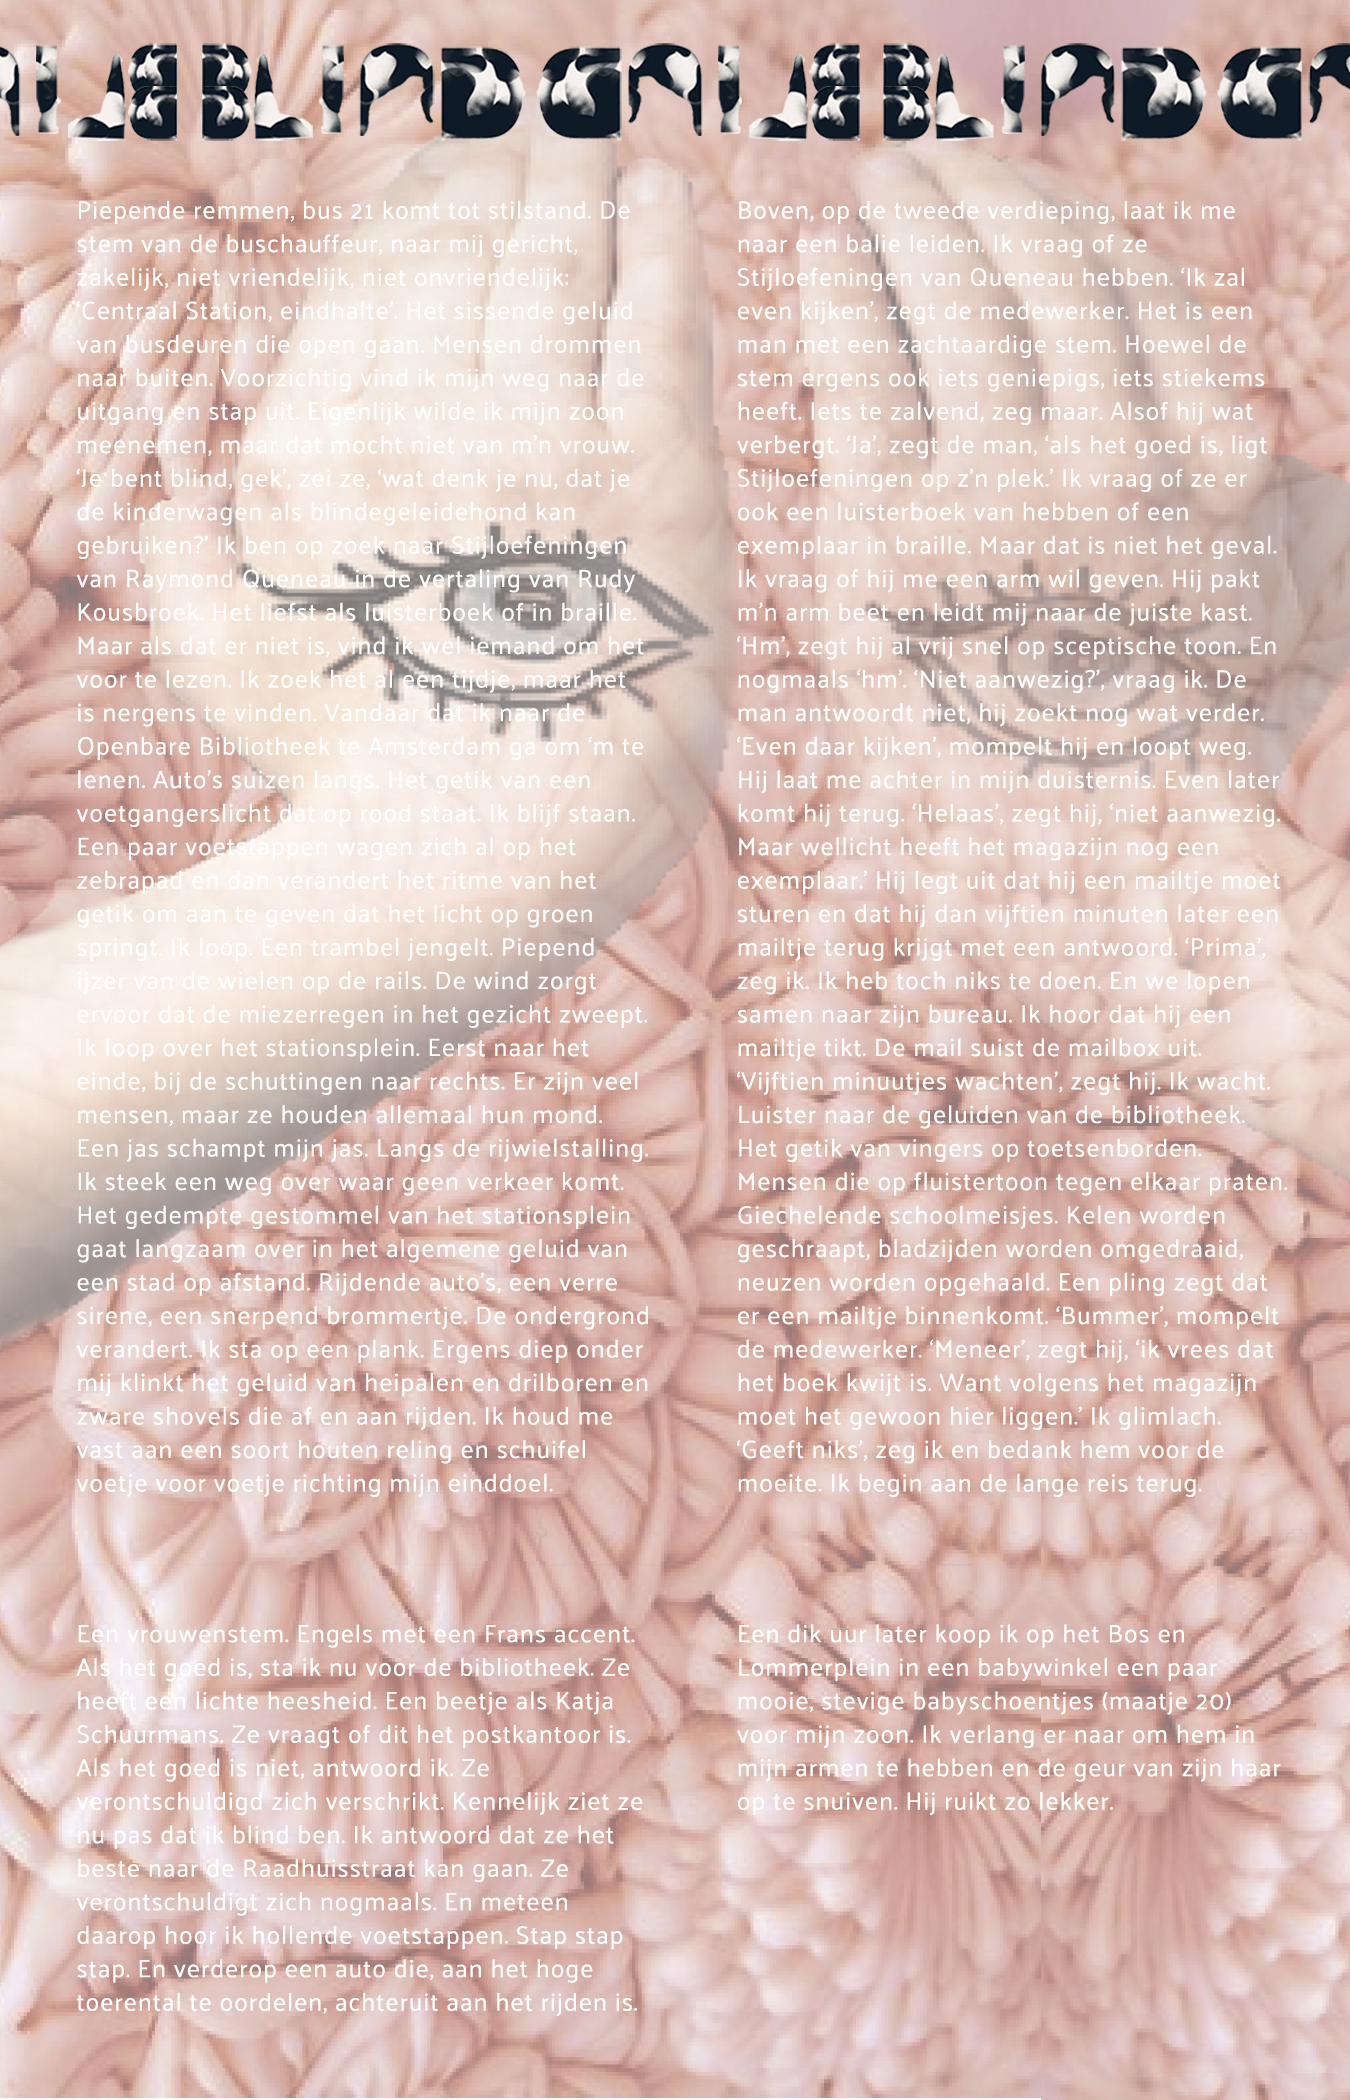 BLINDE
Piepende remmen, bus 21 komt tot stilstand. De
stem van de buschauffeur, naar mij gericht,
zakelijk, niet vriendelijk, niet onvriendelijk:
‘Centraal Station, eindhalte’. Het sissende geluid
van busdeuren die open gaan. Mensen drommen
naar buiten. Voorzichtig vind ik mijn weg naar de
uitgang en stap uit. Eigenlijk wilde ik mijn zoon
meenemen, maar dat mocht niet van m’n vrouw.
‘Je bent blind, gek’, zei ze, ‘wat denk je nu, dat je
de kinderwagen als blindegeleidehond kan
gebruiken?’ Ik ben op zoek naar Stijloefeningen
van Raymond Queneau in de vertaling van Rudy
Kousbroek. Het liefst als luisterboek of in braille.
Maar als dat er niet is, vind ik wel iemand om het
voor te lezen. Ik zoek het al een tijdje, maar het
is nergens te vinden. Vandaar dat ik naar de
Openbare Bibliotheek te Amsterdam ga om ‘m te
lenen. Auto’s suizen langs. Het getik van een
voetgangerslicht dat op rood staat. Ik blijf staan.
Een paar voetstappen wagen zich al op het
zebrapad en dan verandert het ritme van het
getik om aan te geven dat het licht op groen
springt. Ik loop. Een trambel jengelt. Piepend
ijzer van de wielen op de rails. De wind zorgt
ervoor dat de miezerregen in het gezicht zweept.
Ik loop over het stationsplein. Eerst naar het
einde, bij de schuttingen naar rechts. Er zijn veel
mensen, maar ze houden allemaal hun mond.
Een jas schampt mijn jas. Langs de rijwielstalling.
Ik steek een weg over waar geen verkeer komt.
Het gedempte gestommel van het stationsplein
gaat langzaam over in het algemene geluid van
een stad op afstand. Rijdende auto’s, een verre
sirene, een snerpend brommertje. De ondergrond
verandert. Ik sta op een plank. Ergens diep onder
mij klinkt het geluid van heipalen en drilboren en
zware shovels die af en aan rijden. Ik houd me
vast aan een soort houten reling en schuifel
voetje voor voetje richting mijn einddoel.
Een vrouwenstem. Engels met een Frans accent.
Als het goed is, sta ik nu voor de bibliotheek. Ze
heeft een lichte heesheid. Een beetje als Katja
Schuurmans. Ze vraagt of dit het postkantoor is.
Als het goed is niet, antwoord ik. Ze
verontschuldigd zich verschrikt. Kennelijk ziet ze
nu pas dat ik blind ben. Ik antwoord dat ze het
beste naar de Raadhuisstraat kan gaan. Ze
verontschuldigt zich nogmaals. En meteen
daarop hoor ik hollende voetstappen. Stap stap
stap. En verderop een auto die, aan het hoge
toerental te oordelen, achteruit aan het rijden is.
Boven, op de tweede verdieping, laat ik me
naar een balie leiden. Ik vraag of ze
Stijloefeningen van Queneau hebben. ‘Ik zal
even kijken’, zegt de medewerker. Het is een
man met een zachtaardige stem. Hoewel de
stem ergens ook iets geniepigs, iets stiekems
heeft. Iets te zalvend, zeg maar. Alsof hij wat
verbergt. ‘Ja’, zegt de man, ‘als het goed is, ligt
Stijloefeningen op z’n plek.’ Ik vraag of ze er
ook een luisterboek van hebben of een
exemplaar in braille. Maar dat is niet het geval.
Ik vraag of hij me een arm wil geven. Hij pakt
m’n arm beet en leidt mij naar de juiste kast.
‘Hm’, zegt hij al vrij snel op sceptische toon. En
nogmaals ‘hm’. ‘Niet aanwezig?’, vraag ik. De
man antwoordt niet, hij zoekt nog wat verder.
‘Even daar kijken’, mompelt hij en loopt weg.
Hij laat me achter in mijn duisternis. Even later
komt hij terug. ‘Helaas’, zegt hij, ‘niet aanwezig.
Maar wellicht heeft het magazijn nog een
exemplaar.’ Hij legt uit dat hij een mailtje moet
sturen en dat hij dan vijftien minuten later een
mailtje terug krijgt met een antwoord. ‘Prima’,
zeg ik. Ik heb toch niks te doen. En we lopen
samen naar zijn bureau. Ik hoor dat hij een
mailtje tikt. De mail suist de mailbox uit.
‘Vijftien minuutjes wachten’, zegt hij. Ik wacht.
Luister naar de geluiden van de bibliotheek.
Het getik van vingers op toetsenborden.
Mensen die op fluistertoon tegen elkaar praten.
Giechelende schoolmeisjes. Kelen worden
geschraapt, bladzijden worden omgedraaid,
neuzen worden opgehaald. Een pling zegt dat
er een mailtje binnenkomt. ‘Bummer’, mompelt
de medewerker. ‘Meneer’, zegt hij, ‘ik vrees dat
het boek kwijt is. Want volgens het magazijn
moet het gewoon hier liggen.’ Ik glimlach.
‘Geeft niks’, zeg ik en bedank hem voor de
moeite. Ik begin aan de lange reis terug.
Een dik uur later koop ik op het Bos en
Lommerplein in een babywinkel een paar
mooie, stevige babyschoentjes (maatje 20)
voor mijn zoon. Ik verlang er naar om hem in
mijn armen te hebben en de geur van zijn haar
op te snuiven. Hij ruikt zo lekker.